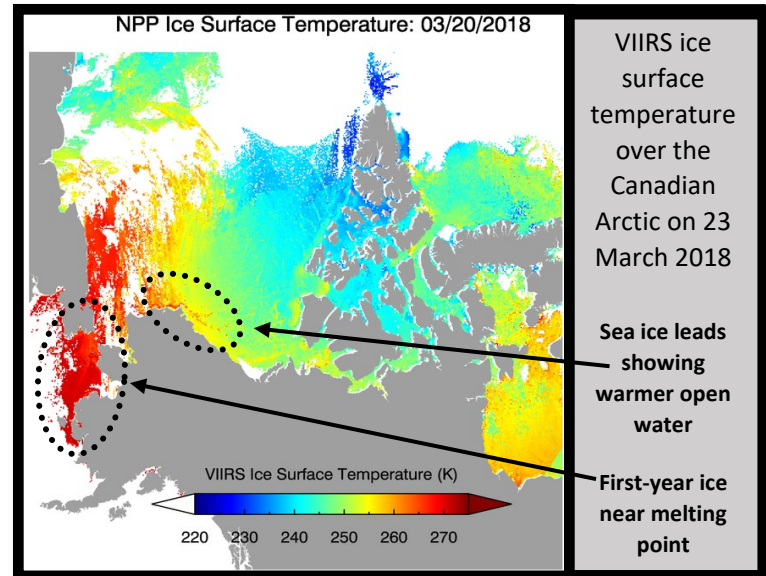 NPP Ice Surface Temperature: 03/20/2018
VIIRS Ice Surface Temperature (K)
220 230 240 250 260 270
VIIRS ice
surface
temperature
over the
Canadian
Arctic on 23
March 2018
Sea ice leads
showing
warmer open
water
First-year ice
near melting
point